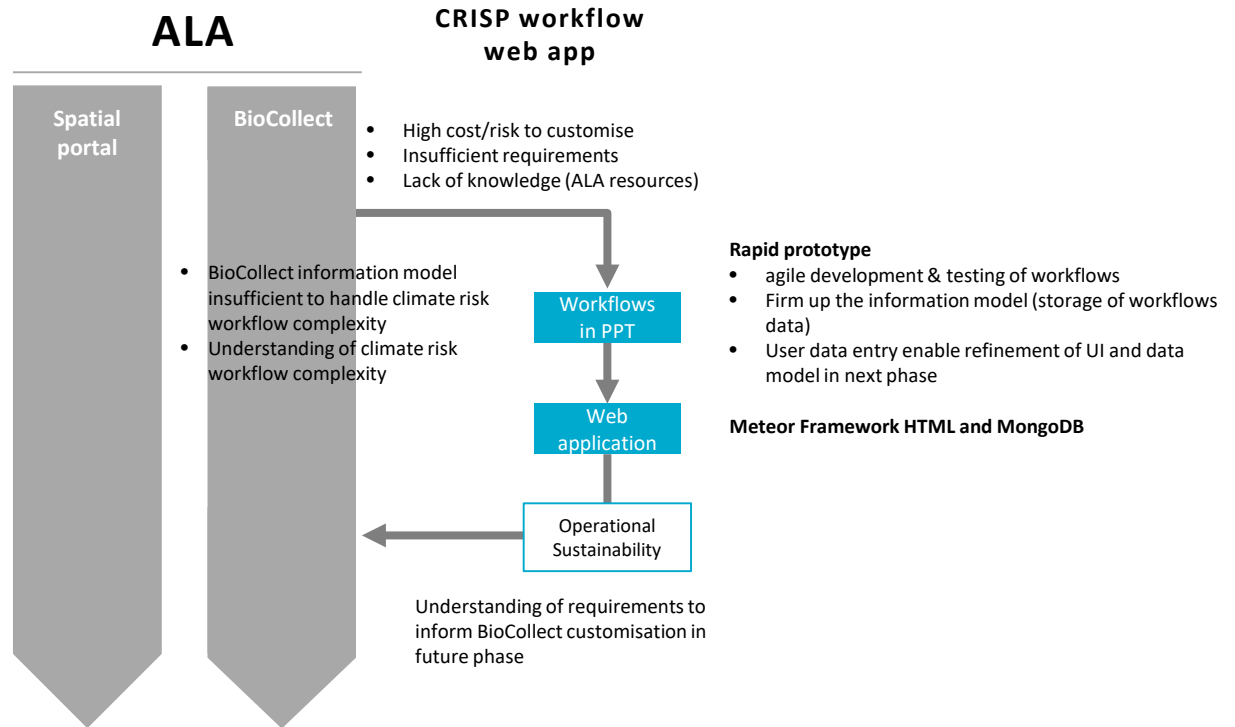 ALA
CRISP workflow
web app
Spatial
portal
BioCollect
• High cost/risk to customise
• Insufficient requirements
• Lack of knowledge (ALA resources)
• BioCollect information model
insufficient to handle climate risk
workflow complexity
• Understanding of climate risk
workflow complexity
Workflows
in PPT
Web
application
Operational
Sustainability
Rapid prototype
• agile development & testing of workflows
• Firm up the information model (storage of workflows
data)
• User data entry enable refinement of UI and data
model in next phase
Meteor Framework HTML and MongoDB
Understanding of requirements to
inform BioCollect customisation in
future phase